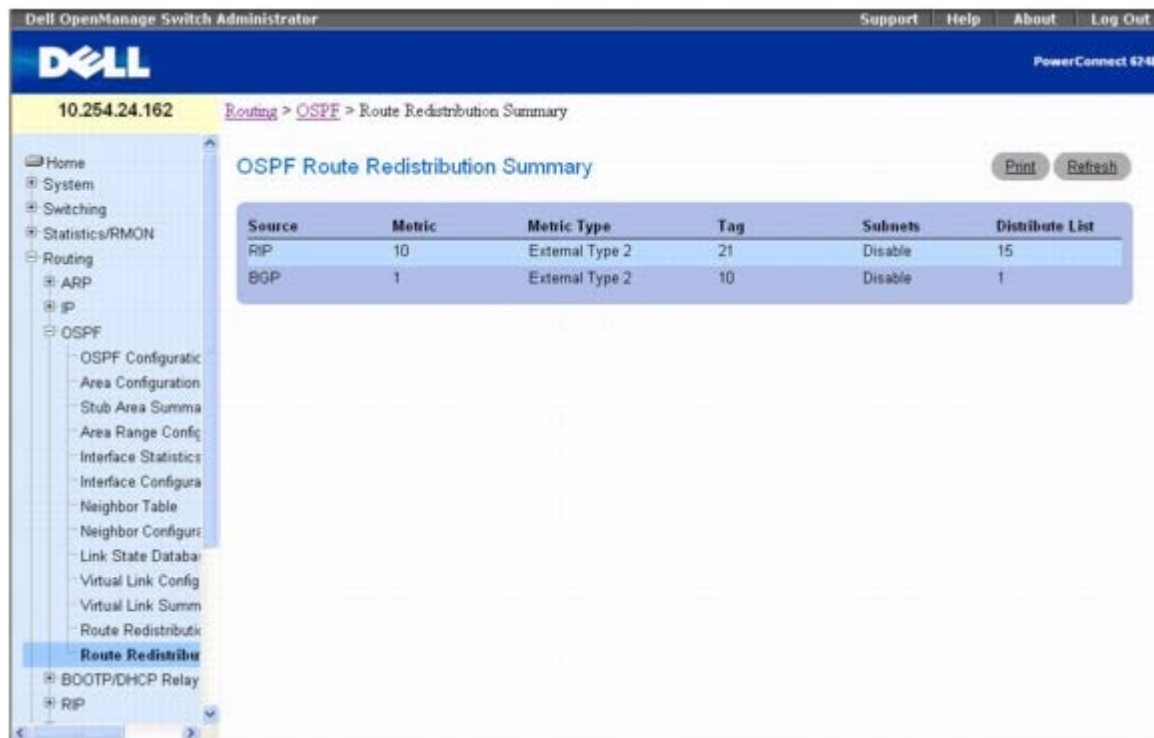 Dell OpenManage Switch Administrator Support Help About Log Out
DELL
PowerConnect 6248
10.254.24.162
Routing > OSPF > Route Redistribution Summary
Home
System
Switching
Statistics/RMON
Routing
ARP
IP
OSPF
OSPF Configuratic
Area Configuration
Stub Area Summa
Area Range Config
Interface Statistics
Interface Configura
Neighbor Table
Neighbor Configura
Link State Databa
Virtual Link Config
Virtual Link Summ
Route Redistributic
Route Redistribu
BOOTP/DHCP Relay
RIP
OSPF Route Redistribution Summary
Print Refresh
Source Metric Metric Type Tag Subnets Distribute List
RIP 10 External Type 2 21 Disable 15
BGP 1 External Type 2 10 Disable 1